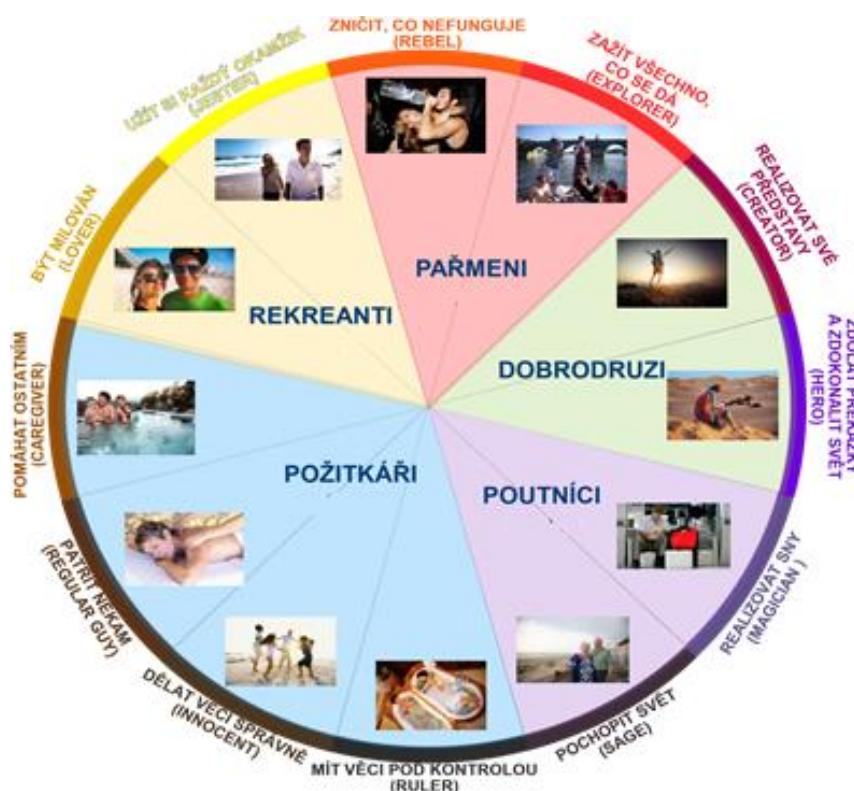 ZNIČIT, CO NEFUNGUJE
(REBEL)
ZAŽÍT VŠECHNO,
CO SE DÁ
(EXPLORER)
REALIZOVAT SVÉ
PŘEDSTAVY
(CREATOR)
ZDOLAT PŘEKÁŽKY
A ZDOKONALIT SVĚT
(HERO)
REALIZOVAT SNY
(MAGICIAN )
POCHOPIT SVĚT
(SAGE)
MÍT VĚCI POD KONTROLOU
(RULER)
DĚLAT VĚCI SPRÁVNĚ
(INNOCENT)
PATŘIT NĚKAM
(REGULAR GUY)
POMÁHAT OSTATNÍM
(CAREGIVER)
BÝT MILOVÁN
(LOVER)
UŽÍT SI KAŽDÝ OKAMŽIK
(JESTER)
PAŘMENI
REKREANTI
DOBRODRUZI
POŽITKÁŘI
POUTNÍCI